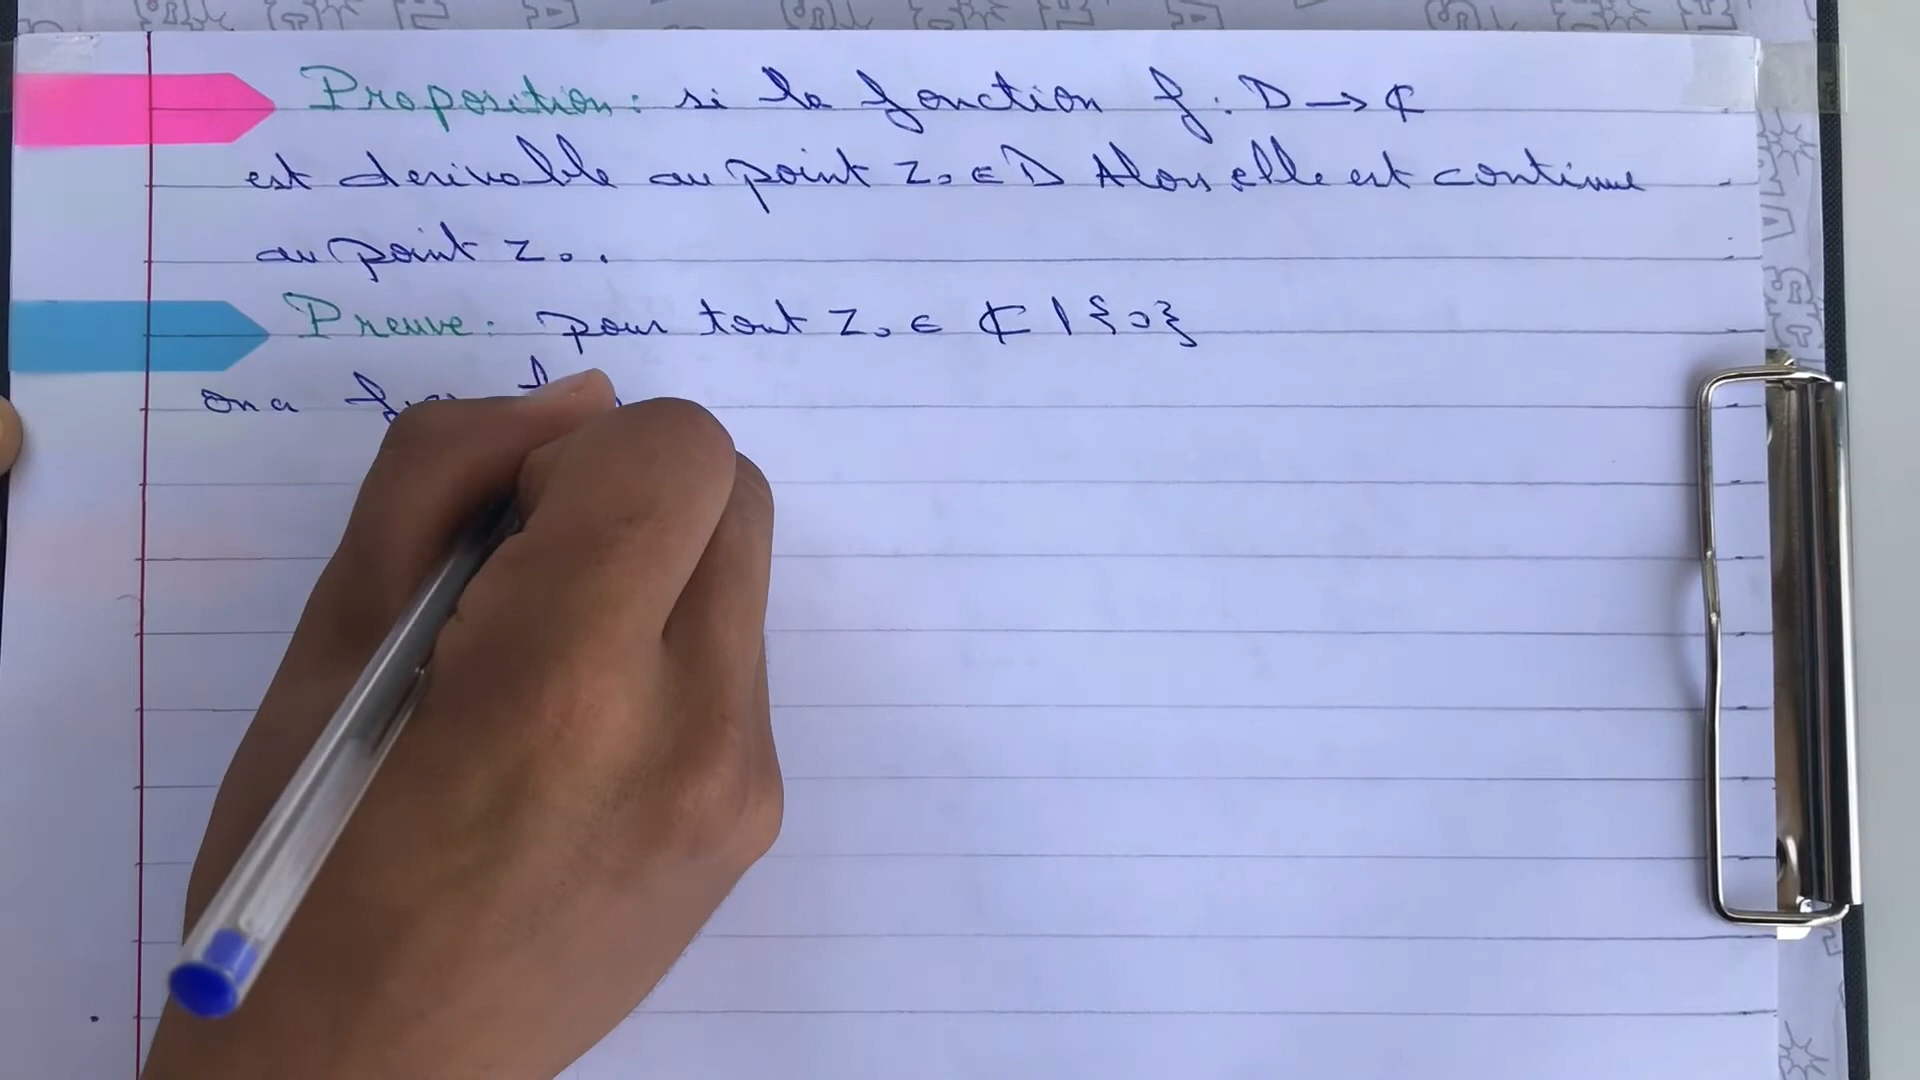 Proposition: si la fonction f: D → ℂ
est derivable au point z₀ ∈ D Alors elle est continue
au point z₀.
Preuve: pour tout z₀ ∈ ℂ \ {0}
on a